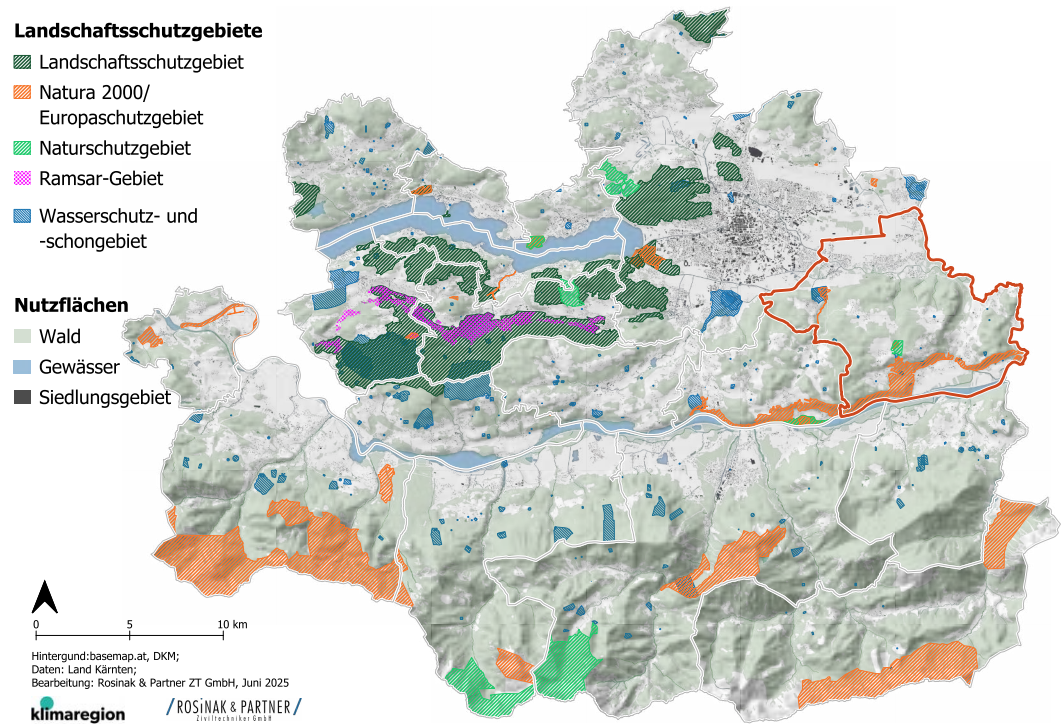 Landschaftsschutzgebiete
Landschaftsschutzgebiet
Natura 2000/
Europaschutzgebiet
Naturschutzgebiet
Ramsar-Gebiet
Wasserschutz- und
-schongebiet
Nutzflächen
Wald
Gewässer
Siedlungsgebiet
0 5 10 km
Hintergund:basemap.at, DKM;
Daten: Land Kärnten;
Bearbeitung: Rosinak & Partner ZT GmbH, Juni 2025
klimaregion
ROSiNAK & PARTNER
Ziviltechniker GmbH